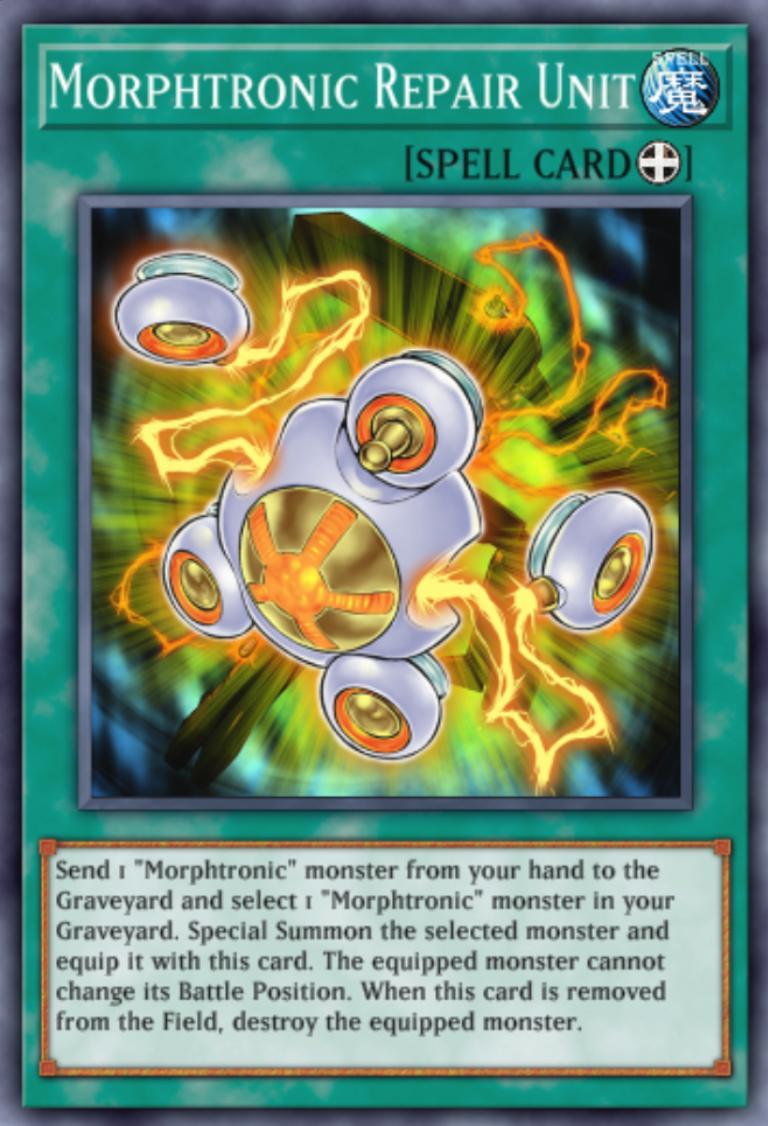 Morphtronic Repair Unit
SPELL
魔
[SPELL CARD]
Send 1 "Morphtronic" monster from your hand to the
Graveyard and select 1 "Morphtronic" monster in your
Graveyard. Special Summon the selected monster and
equip it with this card. The equipped monster cannot
change its Battle Position. When this card is removed
from the Field, destroy the equipped monster.